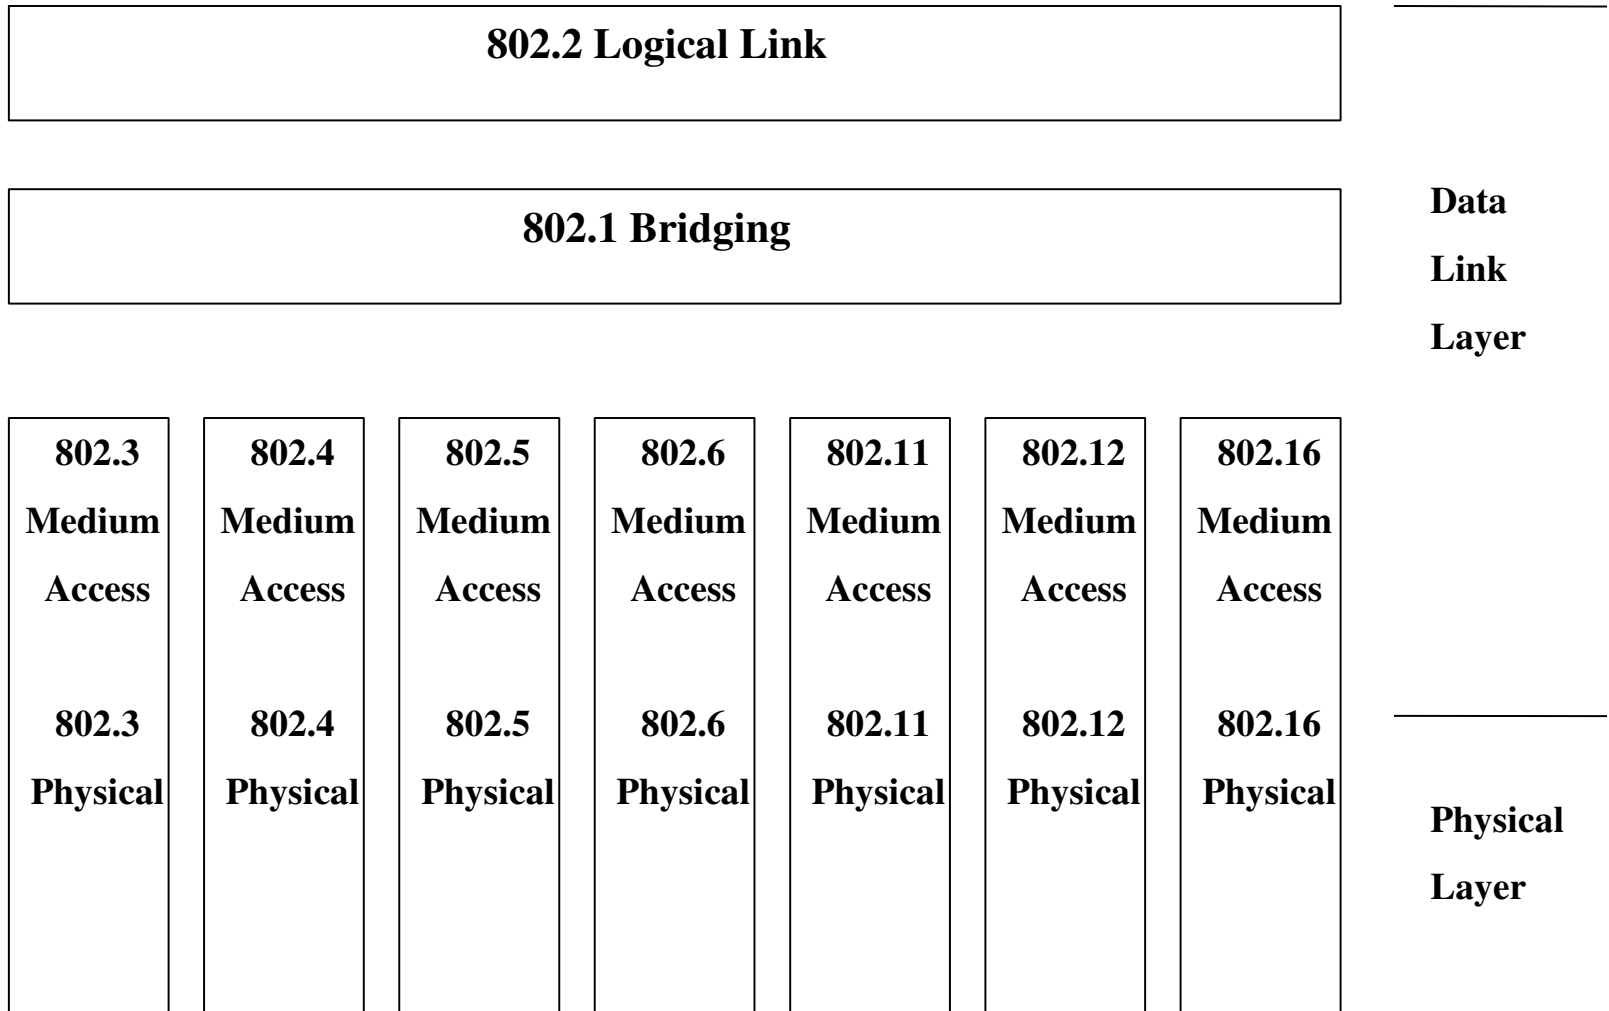 802.2 Logical Link
802.1 Bridging
Data
Link
Layer
802.3
Medium
Access
802.3
Physical
802.4
Medium
Access
802.4
Physical
802.5
Medium
Access
802.5
Physical
802.6
Medium
Access
802.6
Physical
802.11
Medium
Access
802.11
Physical
802.12
Medium
Access
802.12
Physical
802.16
Medium
Access
802.16
Physical
Physical
Layer